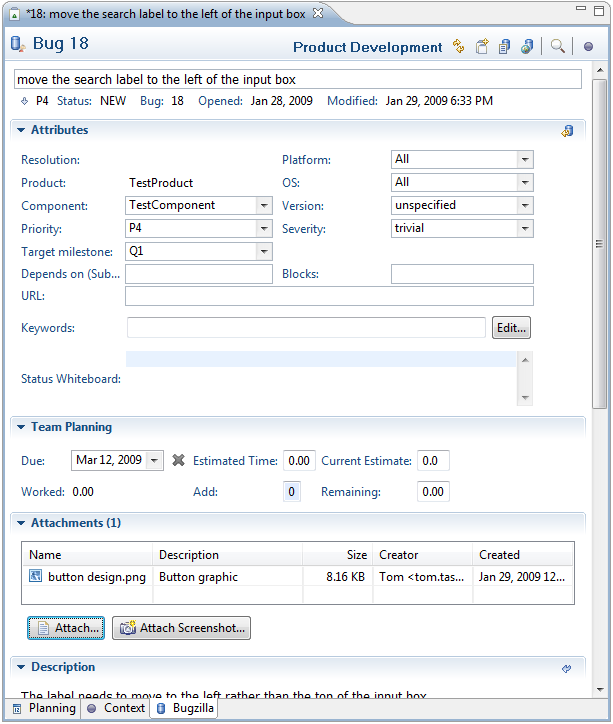 *18: move the search label to the left of the input box
Bug 18 Product Development
move the search label to the left of the input box
P4 Status: NEW Bug: 18 Opened: Jan 28, 2009 Modified: Jan 29, 2009 6:33 PM
Attributes
Resolution: Platform: All
Product: TestProduct OS: All
Component: TestComponent Version: unspecified
Priority: P4 Severity: trivial
Target milestone: Q1
Depends on (Sub... Blocks:
URL:
Keywords: Edit...
Status Whiteboard:
Team Planning
Due: Mar 12, 2009 Estimated Time: 0.00 Current Estimate: 0.0
Worked: 0.00 Add: 0 Remaining: 0.00
Attachments (1)
Name Description Size Creator Created
button design.png Button graphic 8.16 KB Tom <tom.tas... Jan 29, 2009 12...
Attach... Attach Screenshot...
Description
The label needs to move to the left rather than the top of the input box
Planning Context Bugzilla